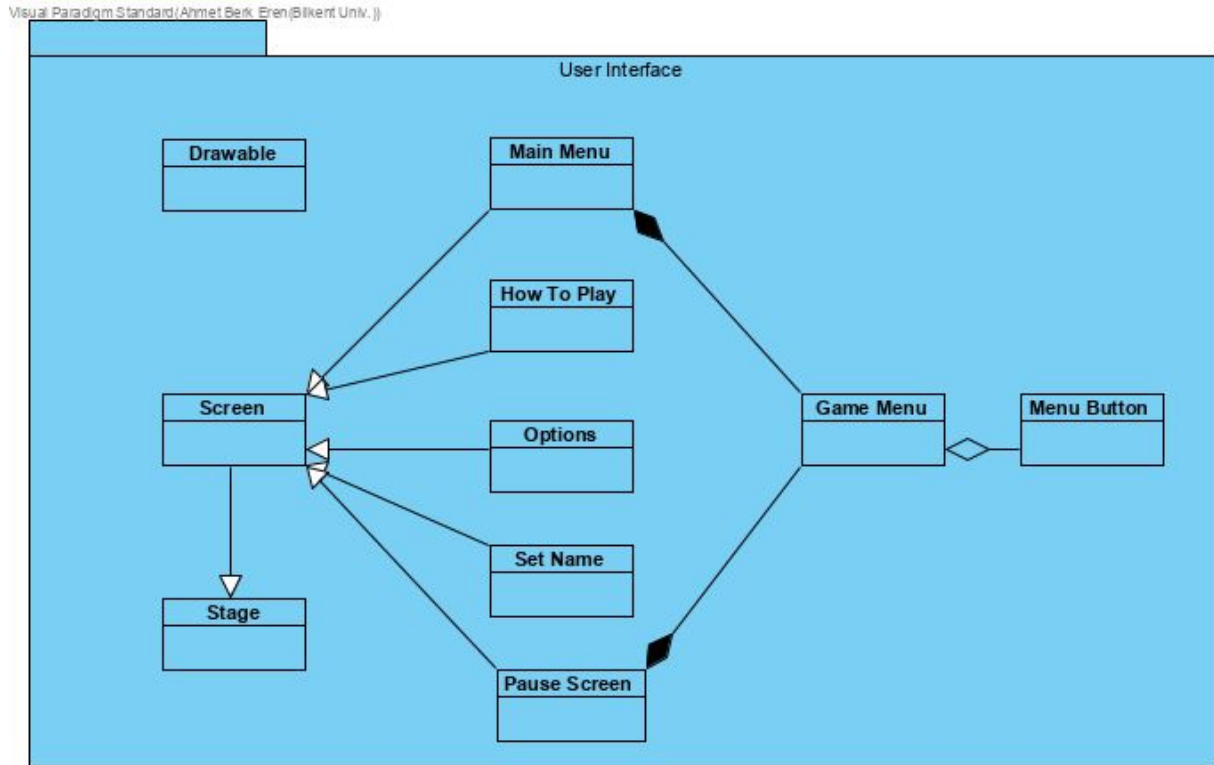 Visual Paradigm Standard(Ahmet Berk Eren(Bilkent Univ.))
User Interface
Drawable
Main Menu
How To Play
Screen
Options
Game Menu
Menu Button
Set Name
Stage
Pause Screen